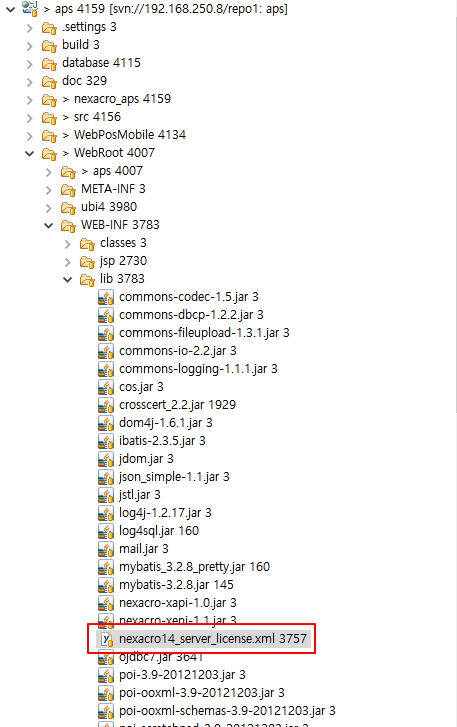 > aps 4159 [svn://192.168.250.8/repo1: aps]
.settings 3
build 3
database 4115
doc 329
> nexacro_aps 4159
> src 4156
> WebPosMobile 4134
> WebRoot 4007
> aps 4007
META-INF 3
ubi4 3980
WEB-INF 3783
classes 3
jsp 2730
lib 3783
commons-codec-1.5.jar 3
commons-dbcp-1.2.2.jar 3
commons-fileupload-1.3.1.jar 3
commons-io-2.2.jar 3
commons-logging-1.1.1.jar 3
cos.jar 3
crosscert_2.2.jar 1929
dom4j-1.6.1.jar 3
ibatis-2.3.5.jar 3
jdom.jar 3
json_simple-1.1.jar 3
jstl.jar 3
log4j-1.2.17.jar 3
log4sql.jar 160
mail.jar 3
mybatis_3.2.8_pretty.jar 160
mybatis-3.2.8.jar 145
nexacro-xapi-1.0.jar 3
nexacro-xeni-1.1.jar 3
nexacro14_server_license.xml 3757
ojdbc7.jar 3641
poi-3.9-20121203.jar 3
poi-ooxml-3.9-20121203.jar 3
poi-ooxml-schemas-3.9-20121203.jar 3
poi-scratchpad-3.9-20121203.jar 3